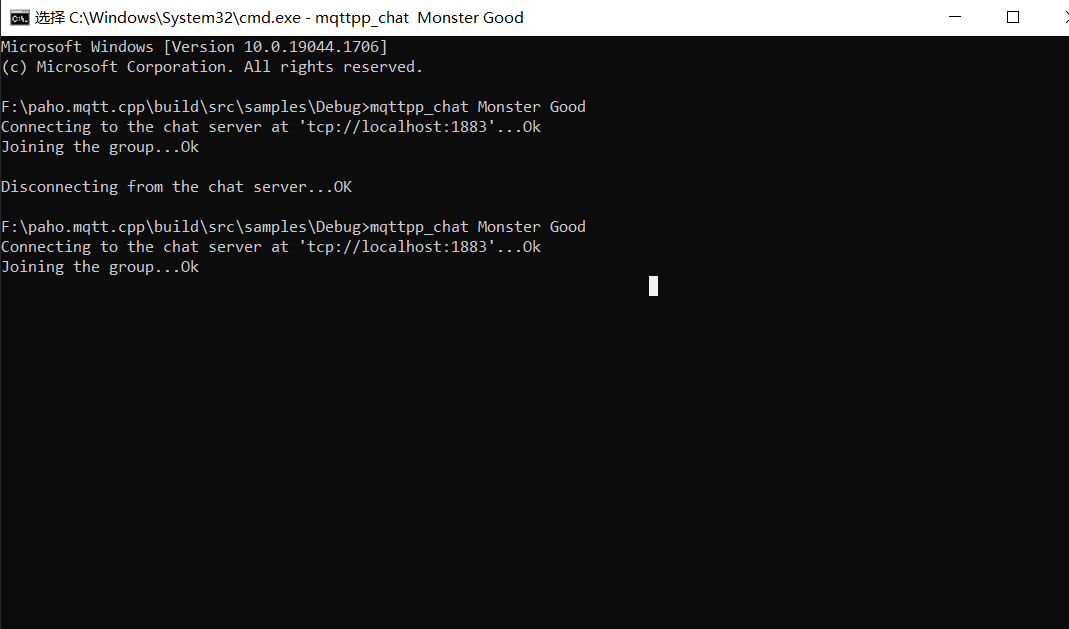 选择 C:\Windows\System32\cmd.exe - mqttpp_chat  Monster Good
Microsoft Windows [Version 10.0.19044.1706]
(c) Microsoft Corporation. All rights reserved.
F:\paho.mqtt.cpp\build\src\samples\Debug>mqttpp_chat Monster Good
Connecting to the chat server at 'tcp://localhost:1883'...Ok
Joining the group...Ok
Disconnecting from the chat server...OK
F:\paho.mqtt.cpp\build\src\samples\Debug>mqttpp_chat Monster Good
Connecting to the chat server at 'tcp://localhost:1883'...Ok
Joining the group...Ok